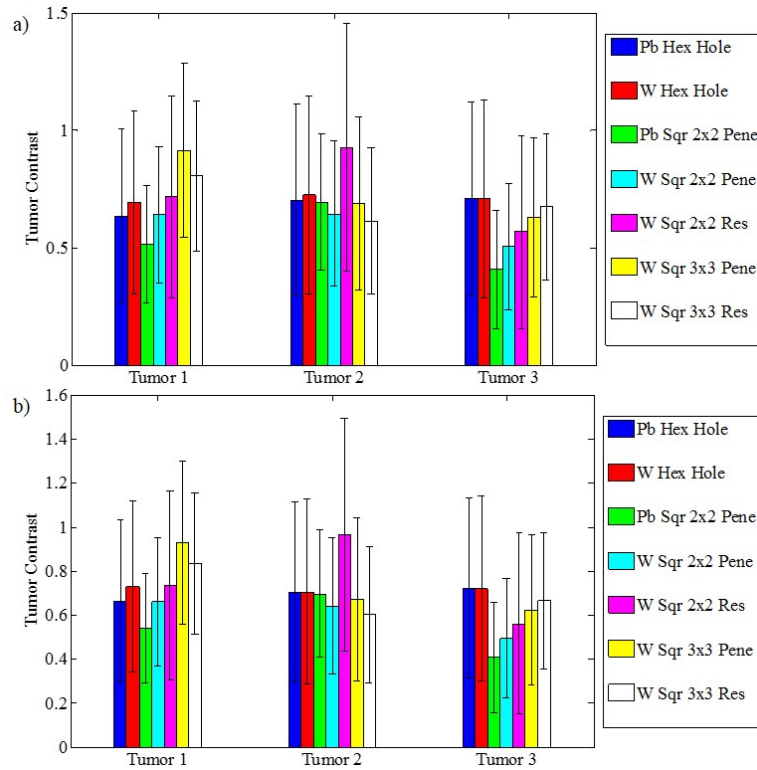 a)
1.5
1
0.5
0
Tumor Contrast
Tumor 1
Tumor 2
Tumor 3
Pb Hex Hole
W Hex Hole
Pb Sqr 2x2 Pene
W Sqr 2x2 Pene
W Sqr 2x2 Res
W Sqr 3x3 Pene
W Sqr 3x3 Res
b)
1.6
1.4
1.2
1
0.8
0.6
0.4
0.2
0
Tumor Contrast
Tumor 1
Tumor 2
Tumor 3
Pb Hex Hole
W Hex Hole
Pb Sqr 2x2 Pene
W Sqr 2x2 Pene
W Sqr 2x2 Res
W Sqr 3x3 Pene
W Sqr 3x3 Res